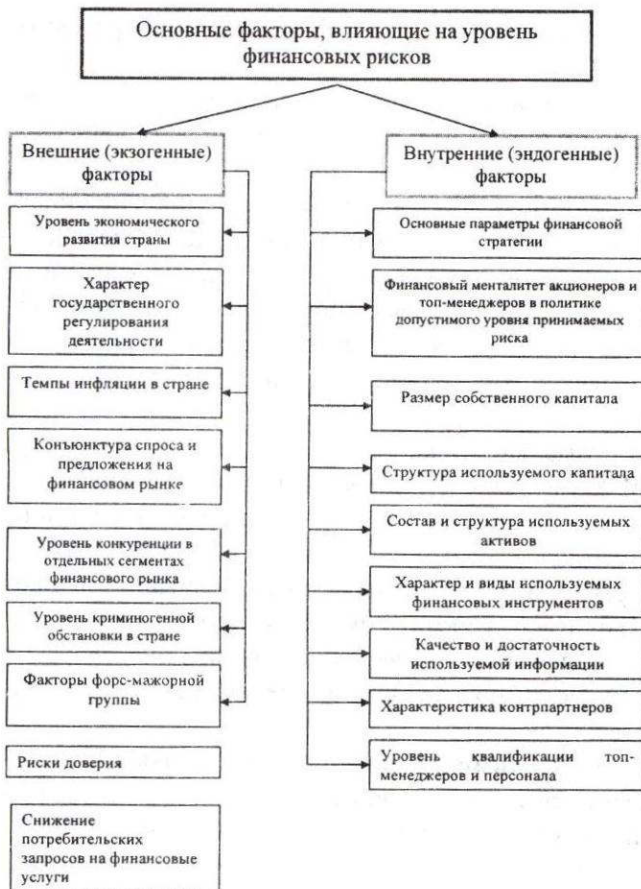 Основные факторы, влияющие на уровень
финансовых рисков
Внешние (экзогенные)
факторы
Уровень экономического
развития страны
Характер
государственного
регулирования
деятельности
Темпы инфляции в стране
Конъюнктура спроса и
предложения на
финансовом рынке
Уровень конкуренции в
отдельных сегментах
финансового рынка
Уровень криминогенной
обстановки в стране
Факторы форс-мажорной
группы
Риски доверия
Снижение
потребительских
запросов на финансовые
услуги
Внутренние (эндогенные)
факторы
Основные параметры финансовой
стратегии
Финансовый менталитет акционеров и
топ-менеджеров в политике
допустимого уровня принимаемых
риска
Размер собственного капитала
Структура используемого капитала
Состав и структура используемых
активов
Характер и виды используемых
финансовых инструментов
Качество и достаточность
используемой информации
Характеристика контрпартнеров
Уровень квалификации топ-
менеджеров и персонала